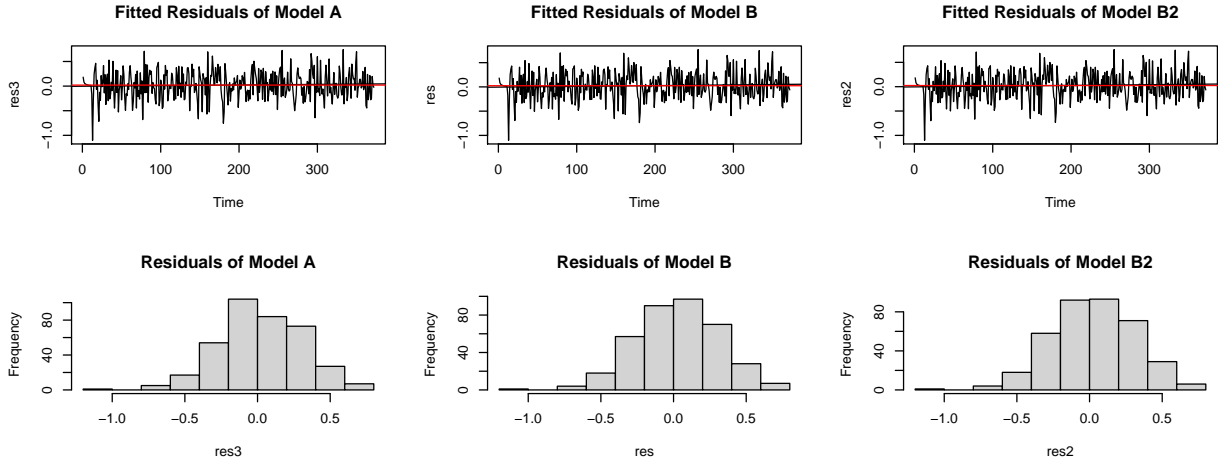 Fitted Residuals of Model A
res3
0.0
−1.0
0 100 200 300
Time
Fitted Residuals of Model B
res
0.0
−1.0
0 100 200 300
Time
Fitted Residuals of Model B2
res2
0.0
−1.0
0 100 200 300
Time
Residuals of Model A
Frequency
80
40
0
−1.0 −0.5 0.0 0.5
res3
Residuals of Model B
Frequency
80
40
0
−1.0 −0.5 0.0 0.5
res
Residuals of Model B2
Frequency
80
40
0
−1.0 −0.5 0.0 0.5
res2